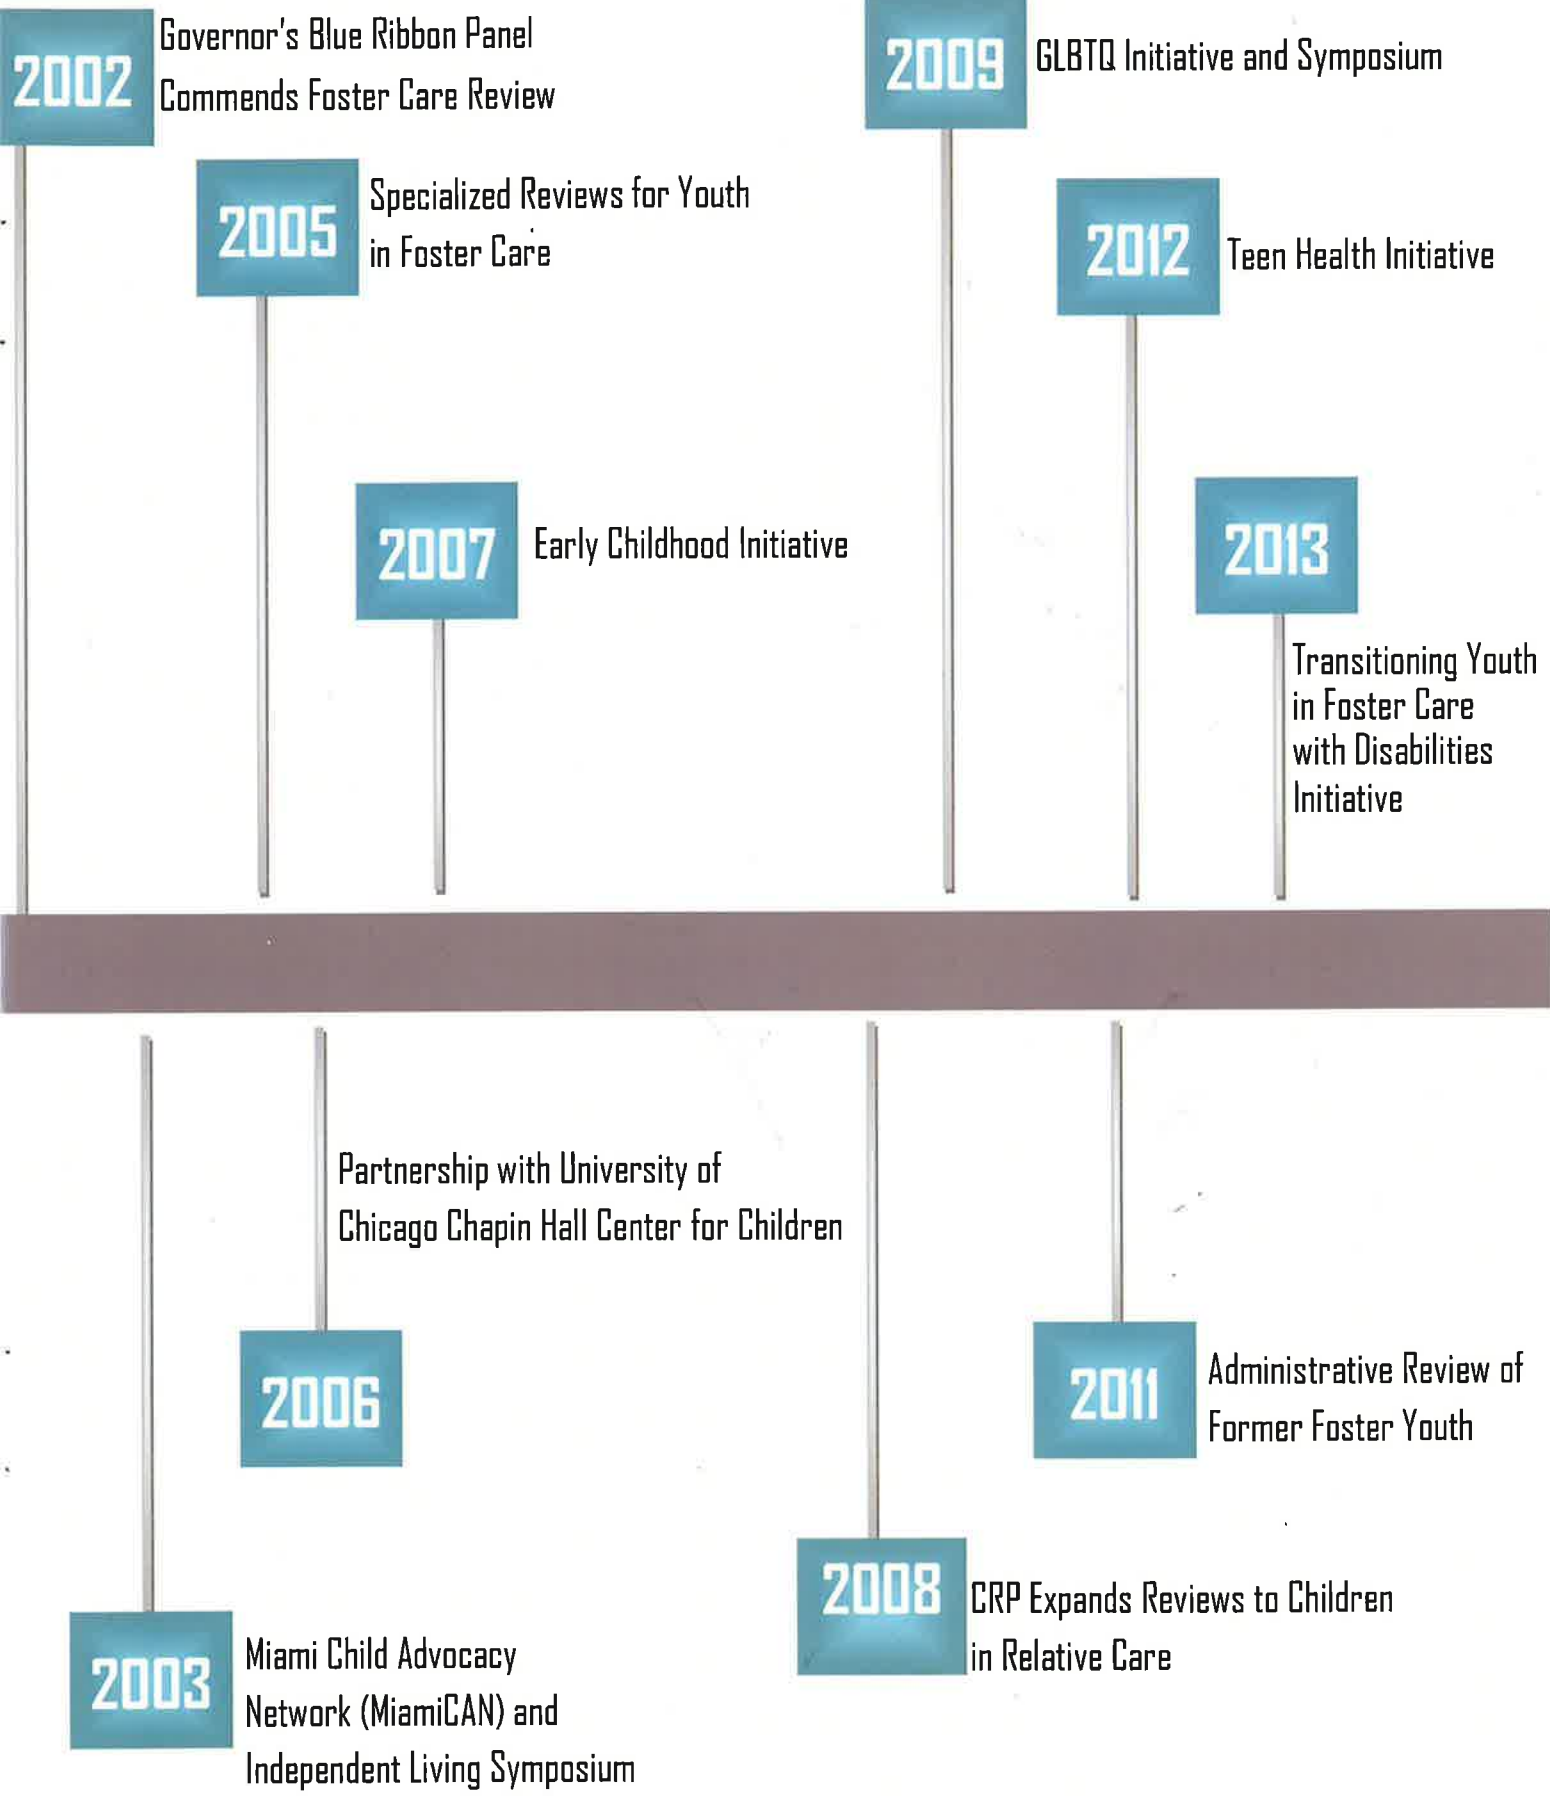 2002
Governor's Blue Ribbon Panel
Commends Foster Care Review
2005
Specialized Reviews for Youth
in Foster Care
2007
Early Childhood Initiative
2009
GLBTQ Initiative and Symposium
2012
Teen Health Initiative
2013
Transitioning Youth
in Foster Care
with Disabilities
Initiative
Partnership with University of
Chicago Chapin Hall Center for Children
2006
2003
Miami Child Advocacy
Network (MiamiCAN) and
Independent Living Symposium
2011
Administrative Review of
Former Foster Youth
2008
CRP Expands Reviews to Children
in Relative Care